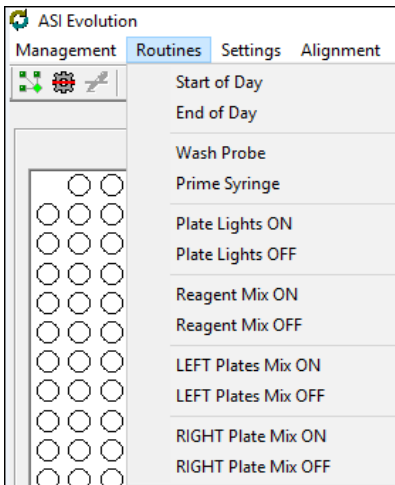 ASI Evolution
Management Routines Settings Alignment
Start of Day
End of Day
Wash Probe
Prime Syringe
Plate Lights ON
Plate Lights OFF
Reagent Mix ON
Reagent Mix OFF
LEFT Plates Mix ON
LEFT Plates Mix OFF
RIGHT Plate Mix ON
RIGHT Plate Mix OFF